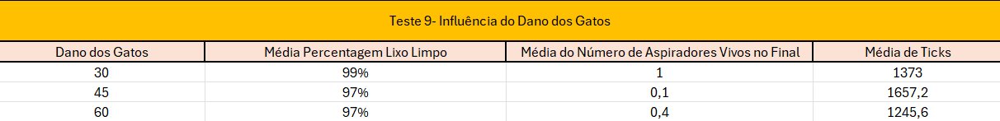 Teste 9- Influência do Dano dos Gatos
Dano dos Gatos Média Percentagem Lixo Limpo Média do Número de Aspiradores Vivos no Final Média de Ticks
30 99% 1 1373
45 97% 0,1 1657,2
60 97% 0,4 1245,6